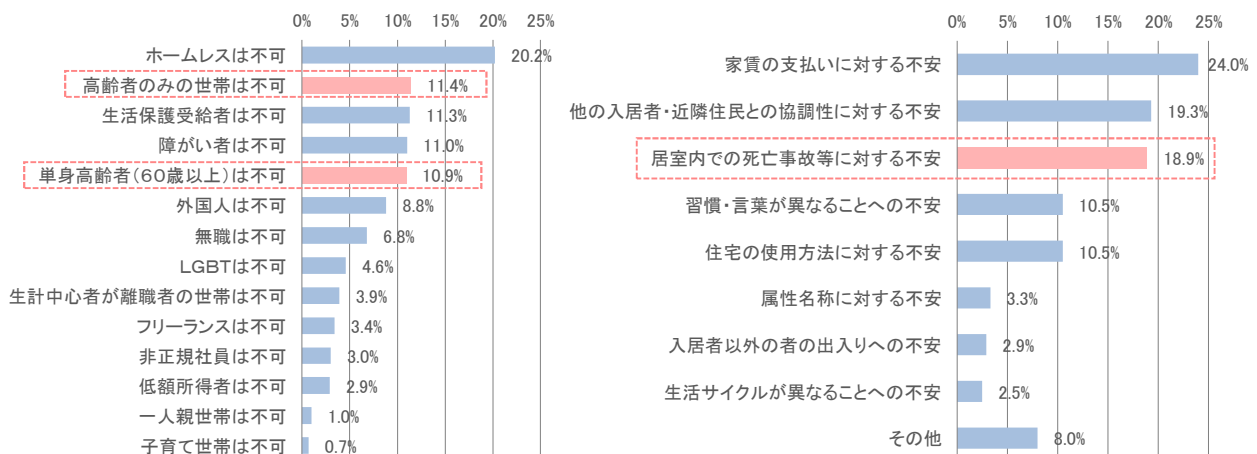 0% 5% 10% 15% 20% 25%
ホームレスは不可 20.2%
高齢者のみの世帯は不可 11.4%
生活保護受給者は不可 11.3%
障がい者は不可 11.0%
単身高齢者(60歳以上)は不可 10.9%
外国人は不可 8.8%
無職は不可 6.8%
LGBTは不可 4.6%
生計中心者が離職者の世帯は不可 3.9%
フリーランスは不可 3.4%
非正規社員は不可 3.0%
低額所得者は不可 2.9%
一人親世帯は不可 1.0%
子育て世帯は不可 0.7%
0% 5% 10% 15% 20% 25%
家賃の支払いに対する不安 24.0%
他の入居者・近隣住民との協調性に対する不安 19.3%
居室内での死亡事故等に対する不安 18.9%
習慣・言葉が異なることへの不安 10.5%
住宅の使用方法に対する不安 10.5%
属性名称に対する不安 3.3%
入居者以外の者の出入りへの不安 2.9%
生活サイクルが異なることへの不安 2.5%
その他 8.0%